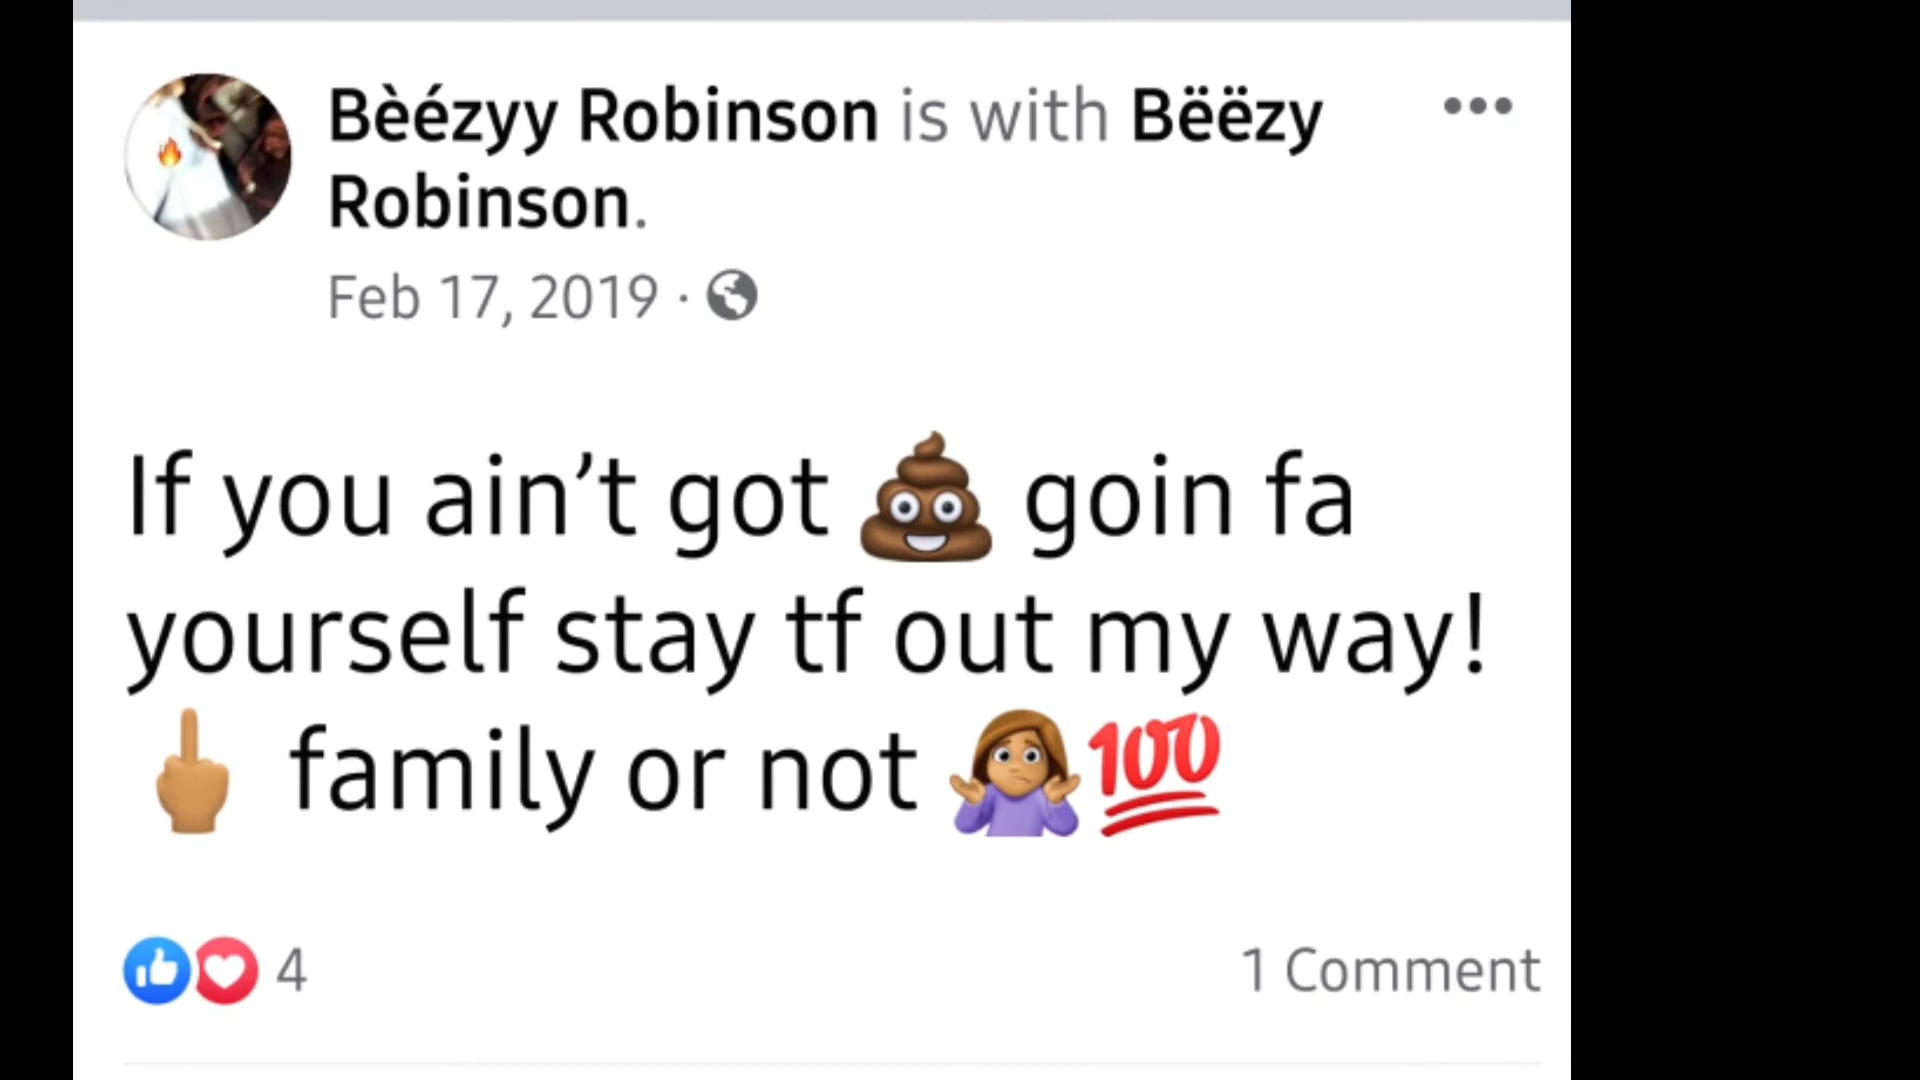 Bèézyy Robinson is with Bëëzy
Robinson.
Feb 17, 2019 ·
If you ain’t got 💩 goin fa
yourself stay tf out my way!
🖕🏽 family or not 🤷🏽‍♀️💯
4
1 Comment